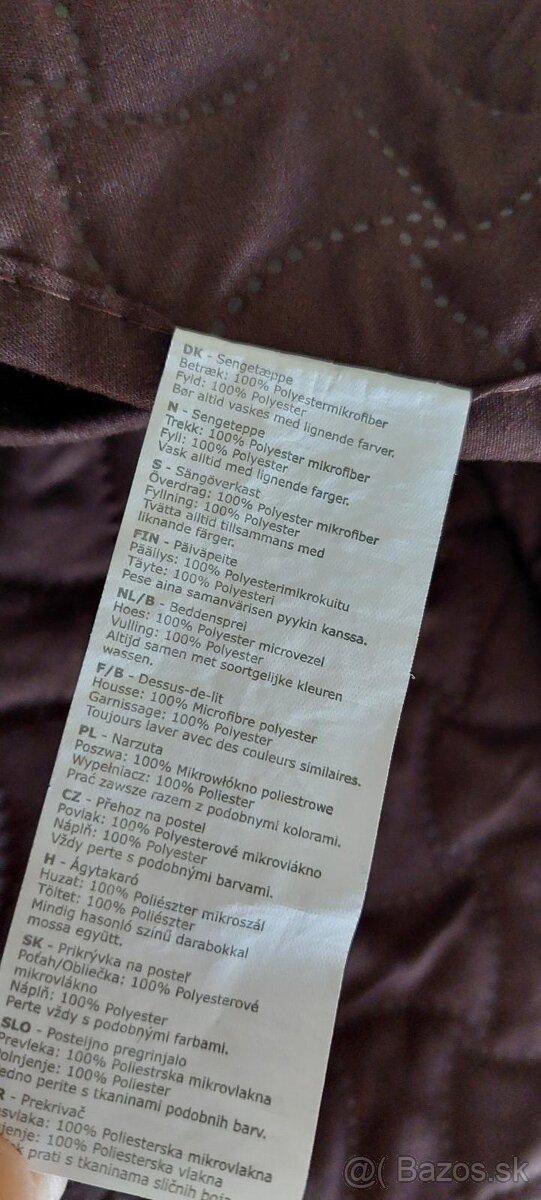 DK - Sengetæppe
Betræk: 100% Polyestermikrofiber
Fyld: 100% Polyester
Bør altid vaskes med lignende farver.
N - Sengeteppe
Trekk: 100% Polyester mikrofiber
Fyll: 100% Polyester
Vask alltid med lignende farger.
S - Sängöverkast
Överdrag: 100% Polyester mikrofiber
Fyllning: 100% Polyester
Tvätta alltid tillsammans med
liknande färger.
FIN - Päiväpeite
Päällys: 100% Polyesterimikrokuitu
Täyte: 100% Polyesteri
Pese aina samanvärisen pyykin kanssa.
NL/B - Beddensprei
Hoes: 100% Polyester microvezel
Vulling: 100% Polyester
Altijd samen met soortgelijke kleuren
wassen.
F/B - Dessus-de-lit
Housse: 100% Microfibre polyester
Garnissage: 100% Polyester
Toujours laver avec des couleurs similaires.
PL - Narzuta
Poszwa: 100% Mikrowłókno poliestrowe
Wypełniacz: 100% Poliester
Prać zawsze razem z podobnymi kolorami.
CZ - Přehoz na postel
Povlak: 100% Polyesterové mikrovlákno
Náplň: 100% Polyester
Vždy perte s podobnými barvami.
H - Ágytakaró
Huzat: 100% Poliészter mikroszál
Töltet: 100% Poliészter
Mindig hasonló színű darabokkal
mossa együtt.
SK - Prikrývka na posteľ
Poťah/Obliečka: 100% Polyesterové
mikrovlákno
Náplň: 100% Polyester
Perte vždy s podobnými farbami.
SLO - Posteljno pregrinjalo
Prevleka: 100% Poliestrska mikrovlakna
Polnjenje: 100% Poliester
Vedno perite s tkaninami podobnih barv.
- Prekrivač
100% Poliesterska mikrovlakna
100% Poliesterska vlakna
prati s tkaninama sličnih boja
@( Bazos.sk